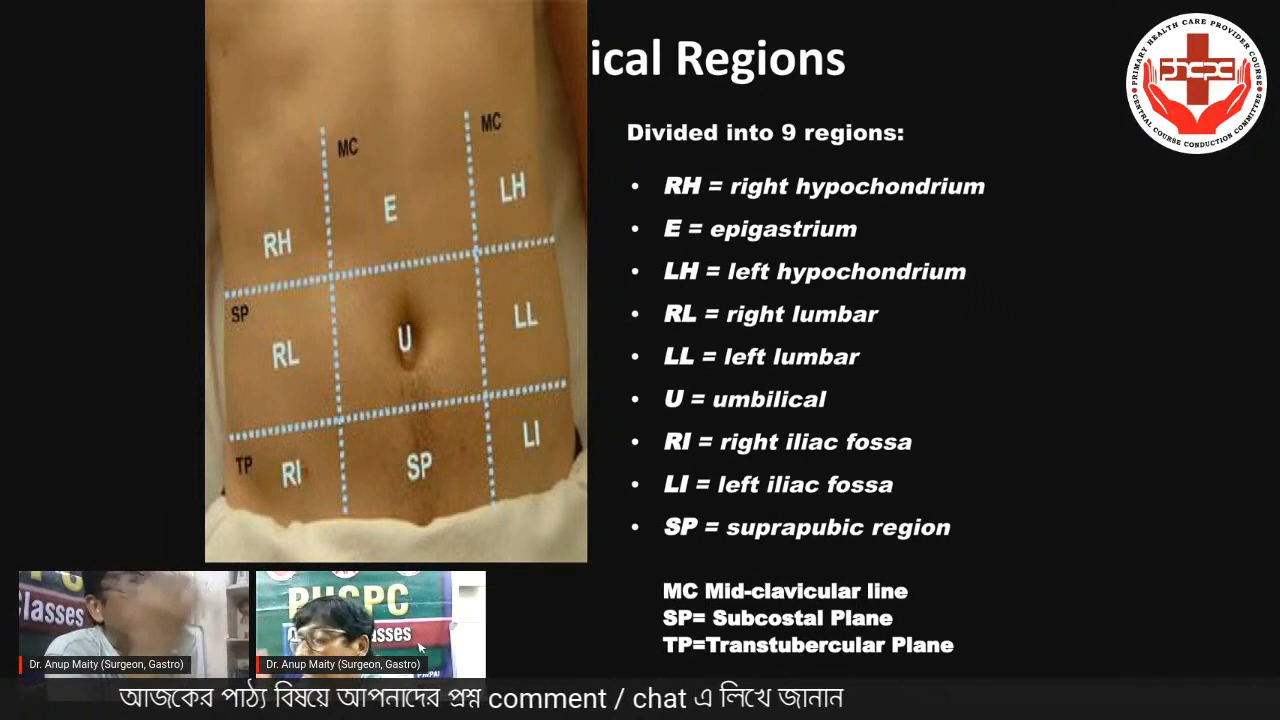 ical Regions
PRIMARY HEALTH CARE PROVIDER COURSE
phcpc
CENTRAL COURSE CONDUCTION COMMITTEE
Divided into 9 regions:
• RH = right hypochondrium
• E = epigastrium
• LH = left hypochondrium
• RL = right lumbar
• LL = left lumbar
• U = umbilical
• RI = right iliac fossa
• LI = left iliac fossa
• SP = suprapubic region
MC Mid-clavicular line
SP= Subcostal Plane
TP=Transtubercular Plane
MC
MC
RH
E
LH
SP
RL
U
LL
TP
RI
SP
LI
Classes
PHCPC
asses
Dr. Anup Maity (Surgeon, Gastro)
Dr. Anup Maity (Surgeon, Gastro)
আজকের পাঠ্য বিষয়ে আপনাদের প্রশ্ন comment / chat এ লিখে জানান